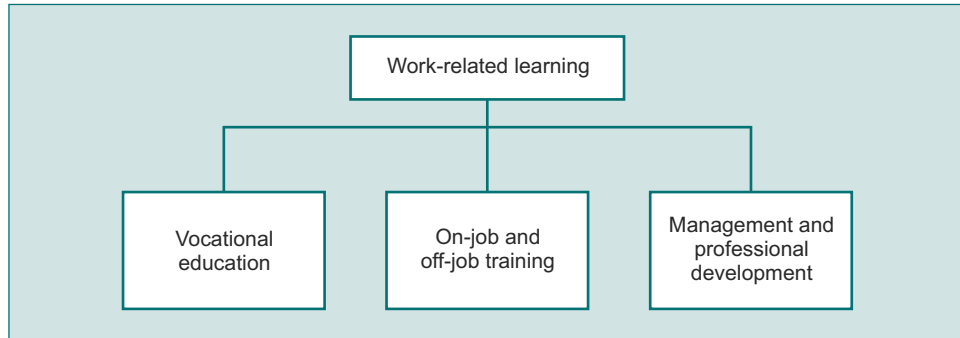 Work-related learning
Vocational
education
On-job and
off-job training
Management and
professional
development